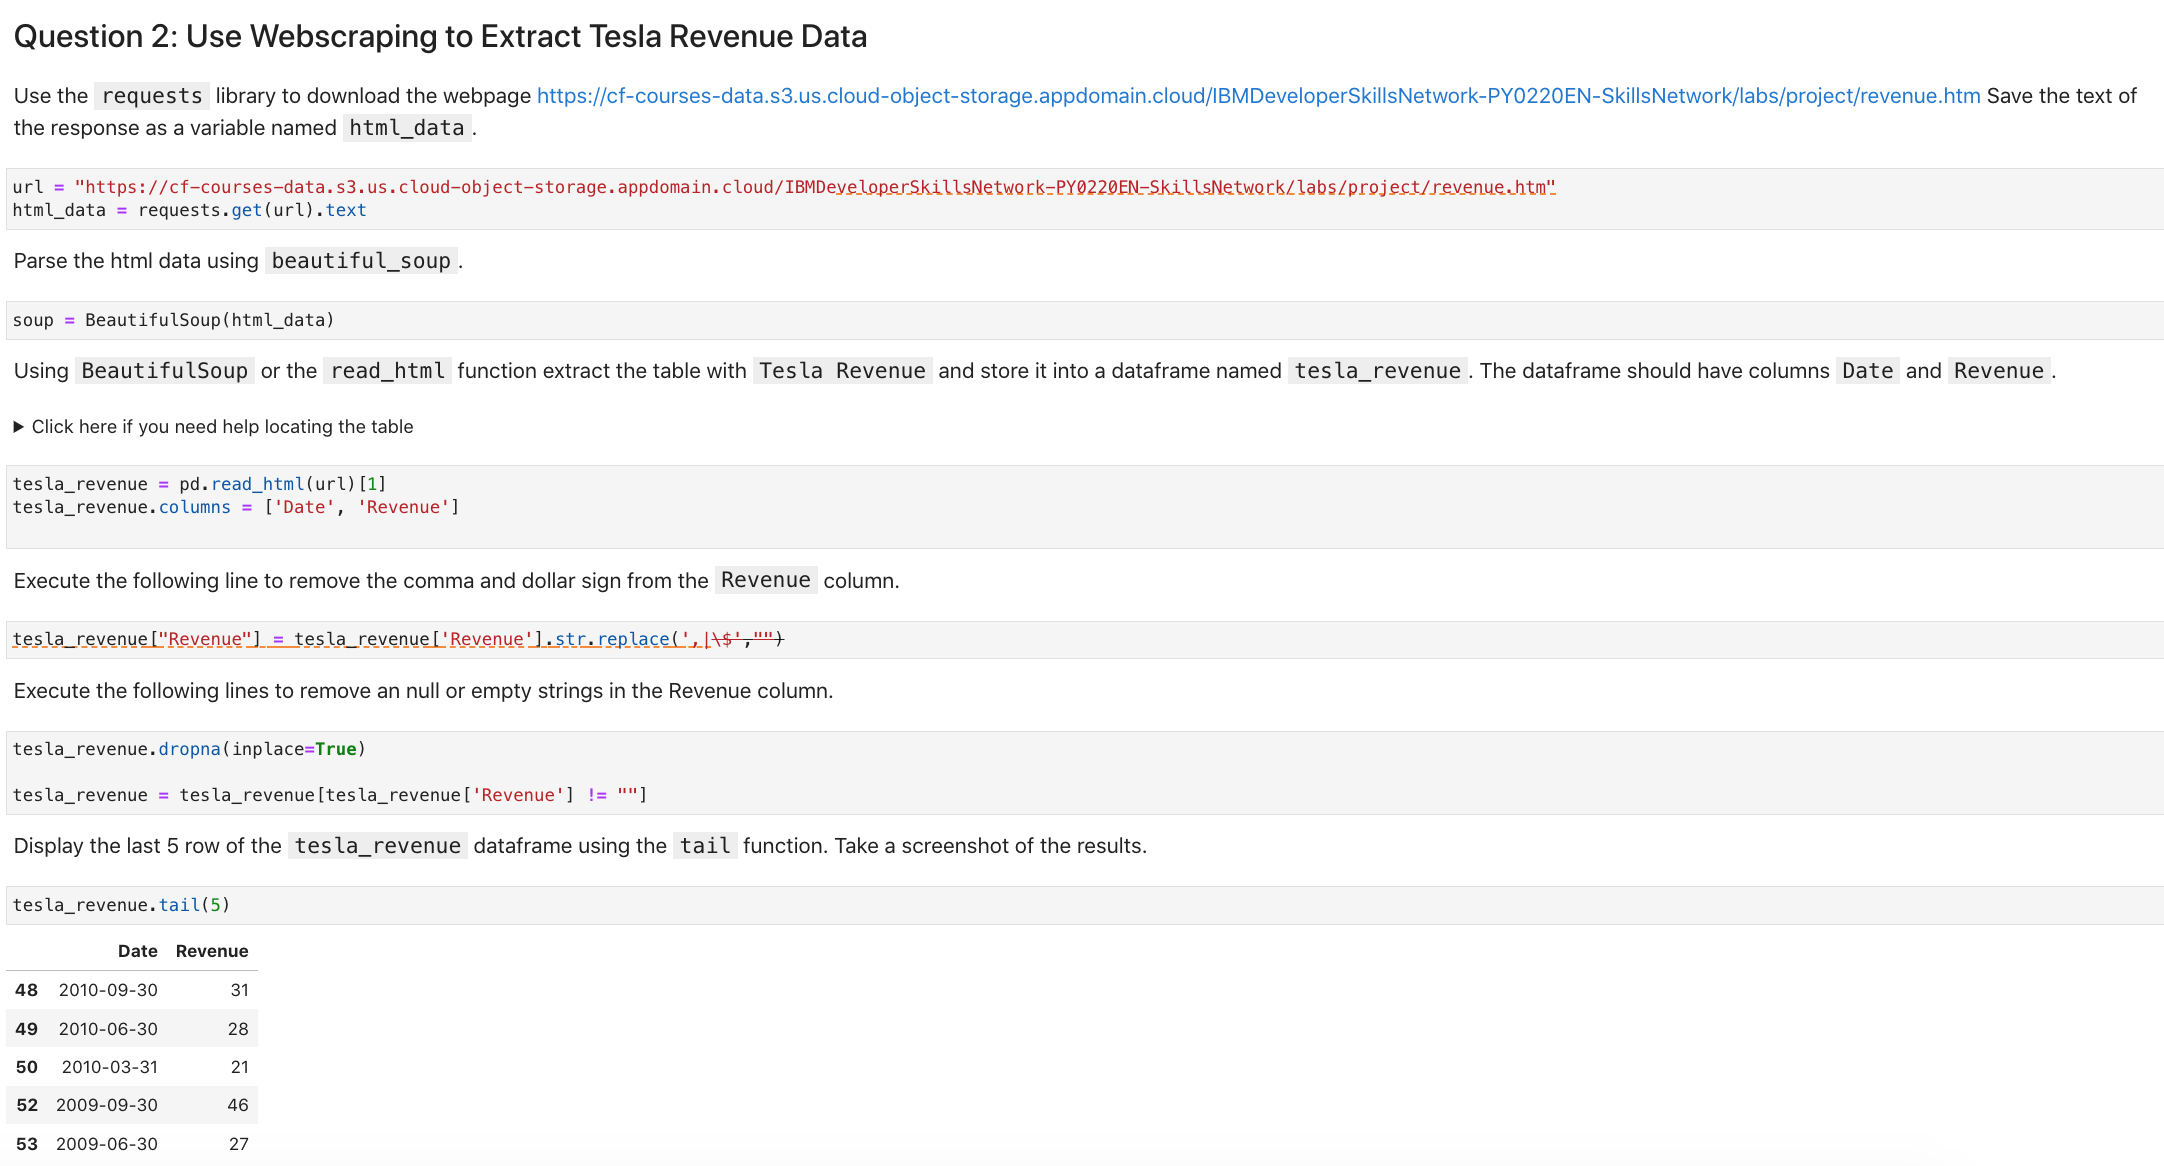 Question 2: Use Webscraping to Extract Tesla Revenue Data
Use the requests library to download the webpage https://cf-courses-data.s3.us.cloud-object-storage.appdomain.cloud/IBMDeveloperSkillsNetwork-PY0220EN-SkillsNetwork/labs/project/revenue.htm Save the text of
the response as a variable named html_data.
url = "https://cf-courses-data.s3.us.cloud-object-storage.appdomain.cloud/IBMDeveloperSkillsNetwork-PY0220EN-SkillsNetwork/labs/project/revenue.htm"
html_data = requests.get(url).text
Parse the html data using beautiful_soup.
soup = BeautifulSoup(html_data)
Using BeautifulSoup or the read_html function extract the table with Tesla Revenue and store it into a dataframe named tesla_revenue. The dataframe should have columns Date and Revenue.
▶ Click here if you need help locating the table
tesla_revenue = pd.read_html(url)[1]
tesla_revenue.columns = ['Date', 'Revenue']
Execute the following line to remove the comma and dollar sign from the Revenue column.
tesla_revenue["Revenue"] = tesla_revenue['Revenue'].str.replace(',|\$',"")
Execute the following lines to remove an null or empty strings in the Revenue column.
tesla_revenue.dropna(inplace=True)
tesla_revenue = tesla_revenue[tesla_revenue['Revenue'] != ""]
Display the last 5 row of the tesla_revenue dataframe using the tail function. Take a screenshot of the results.
tesla_revenue.tail(5)
Date Revenue
48 2010-09-30 31
49 2010-06-30 28
50 2010-03-31 21
52 2009-09-30 46
53 2009-06-30 27